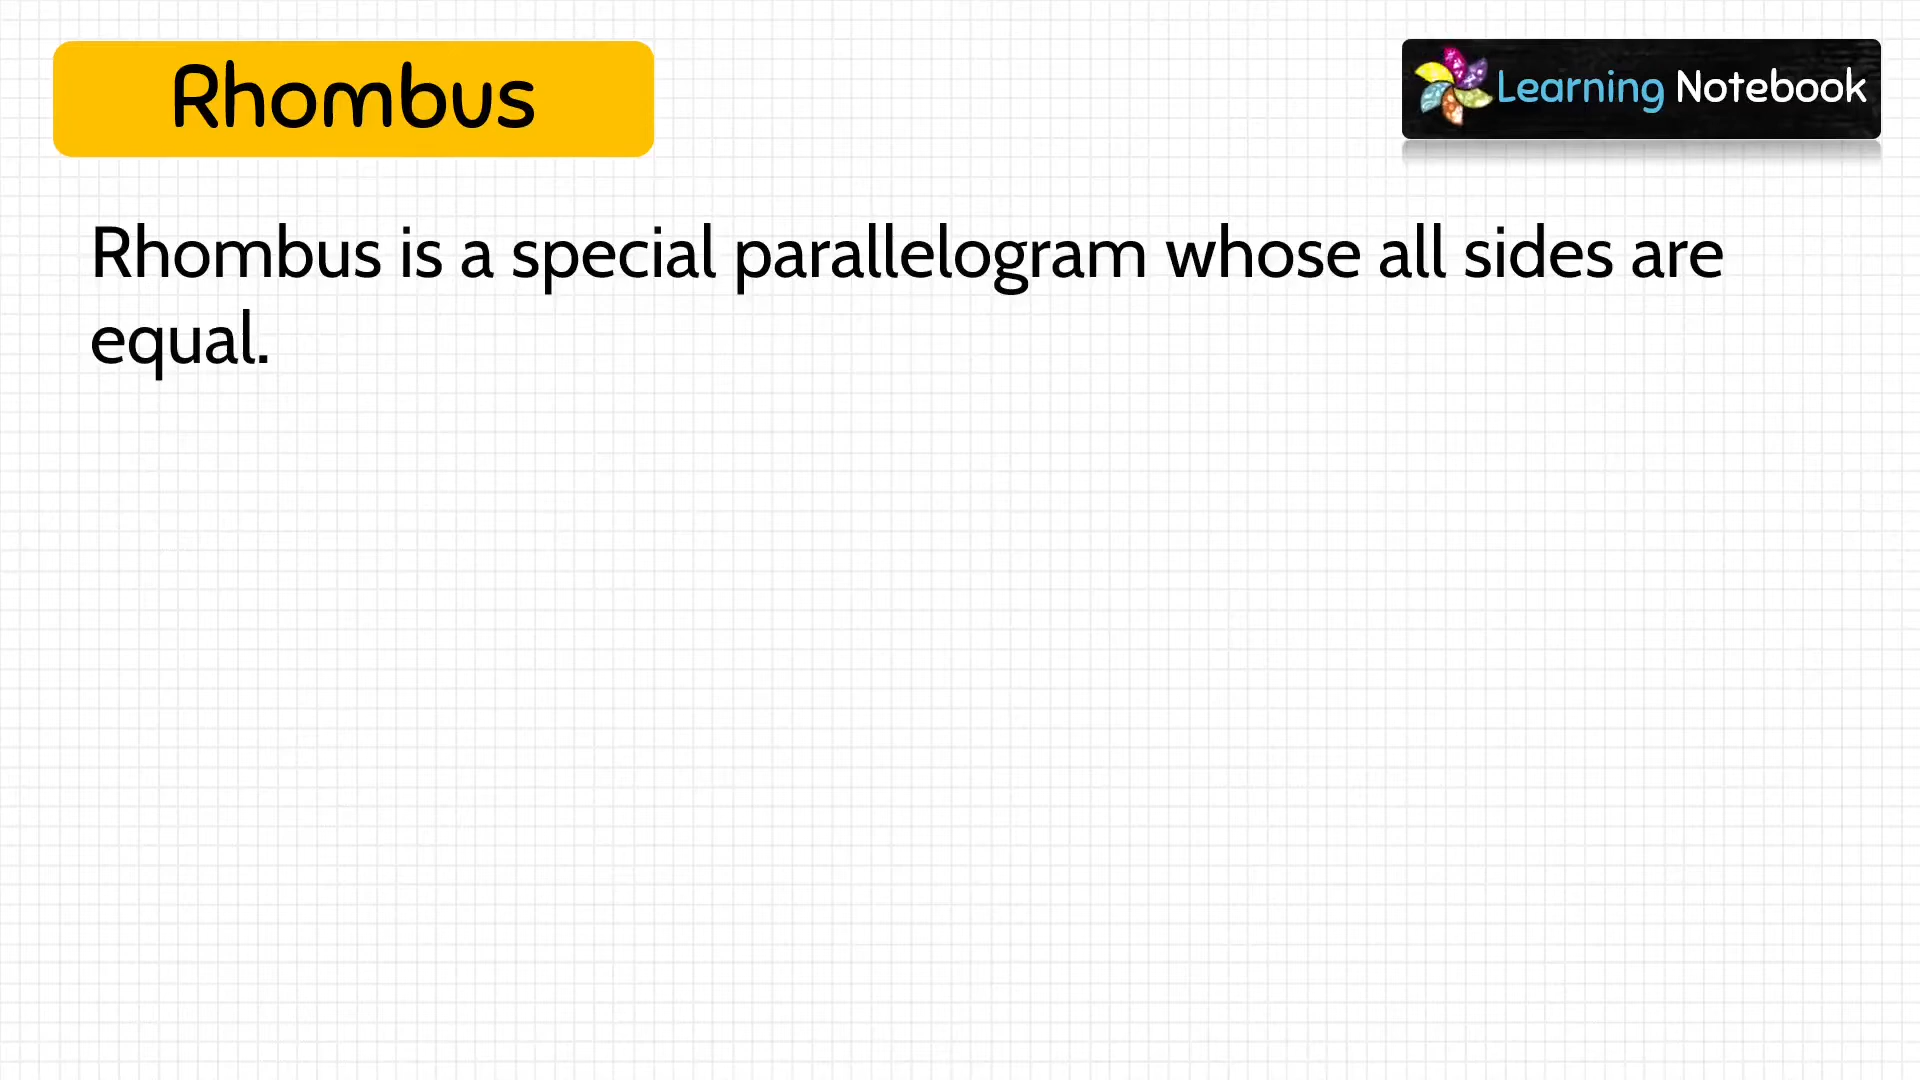 Rhombus
Learning Notebook
Rhombus is a special parallelogram whose all sides are
equal.